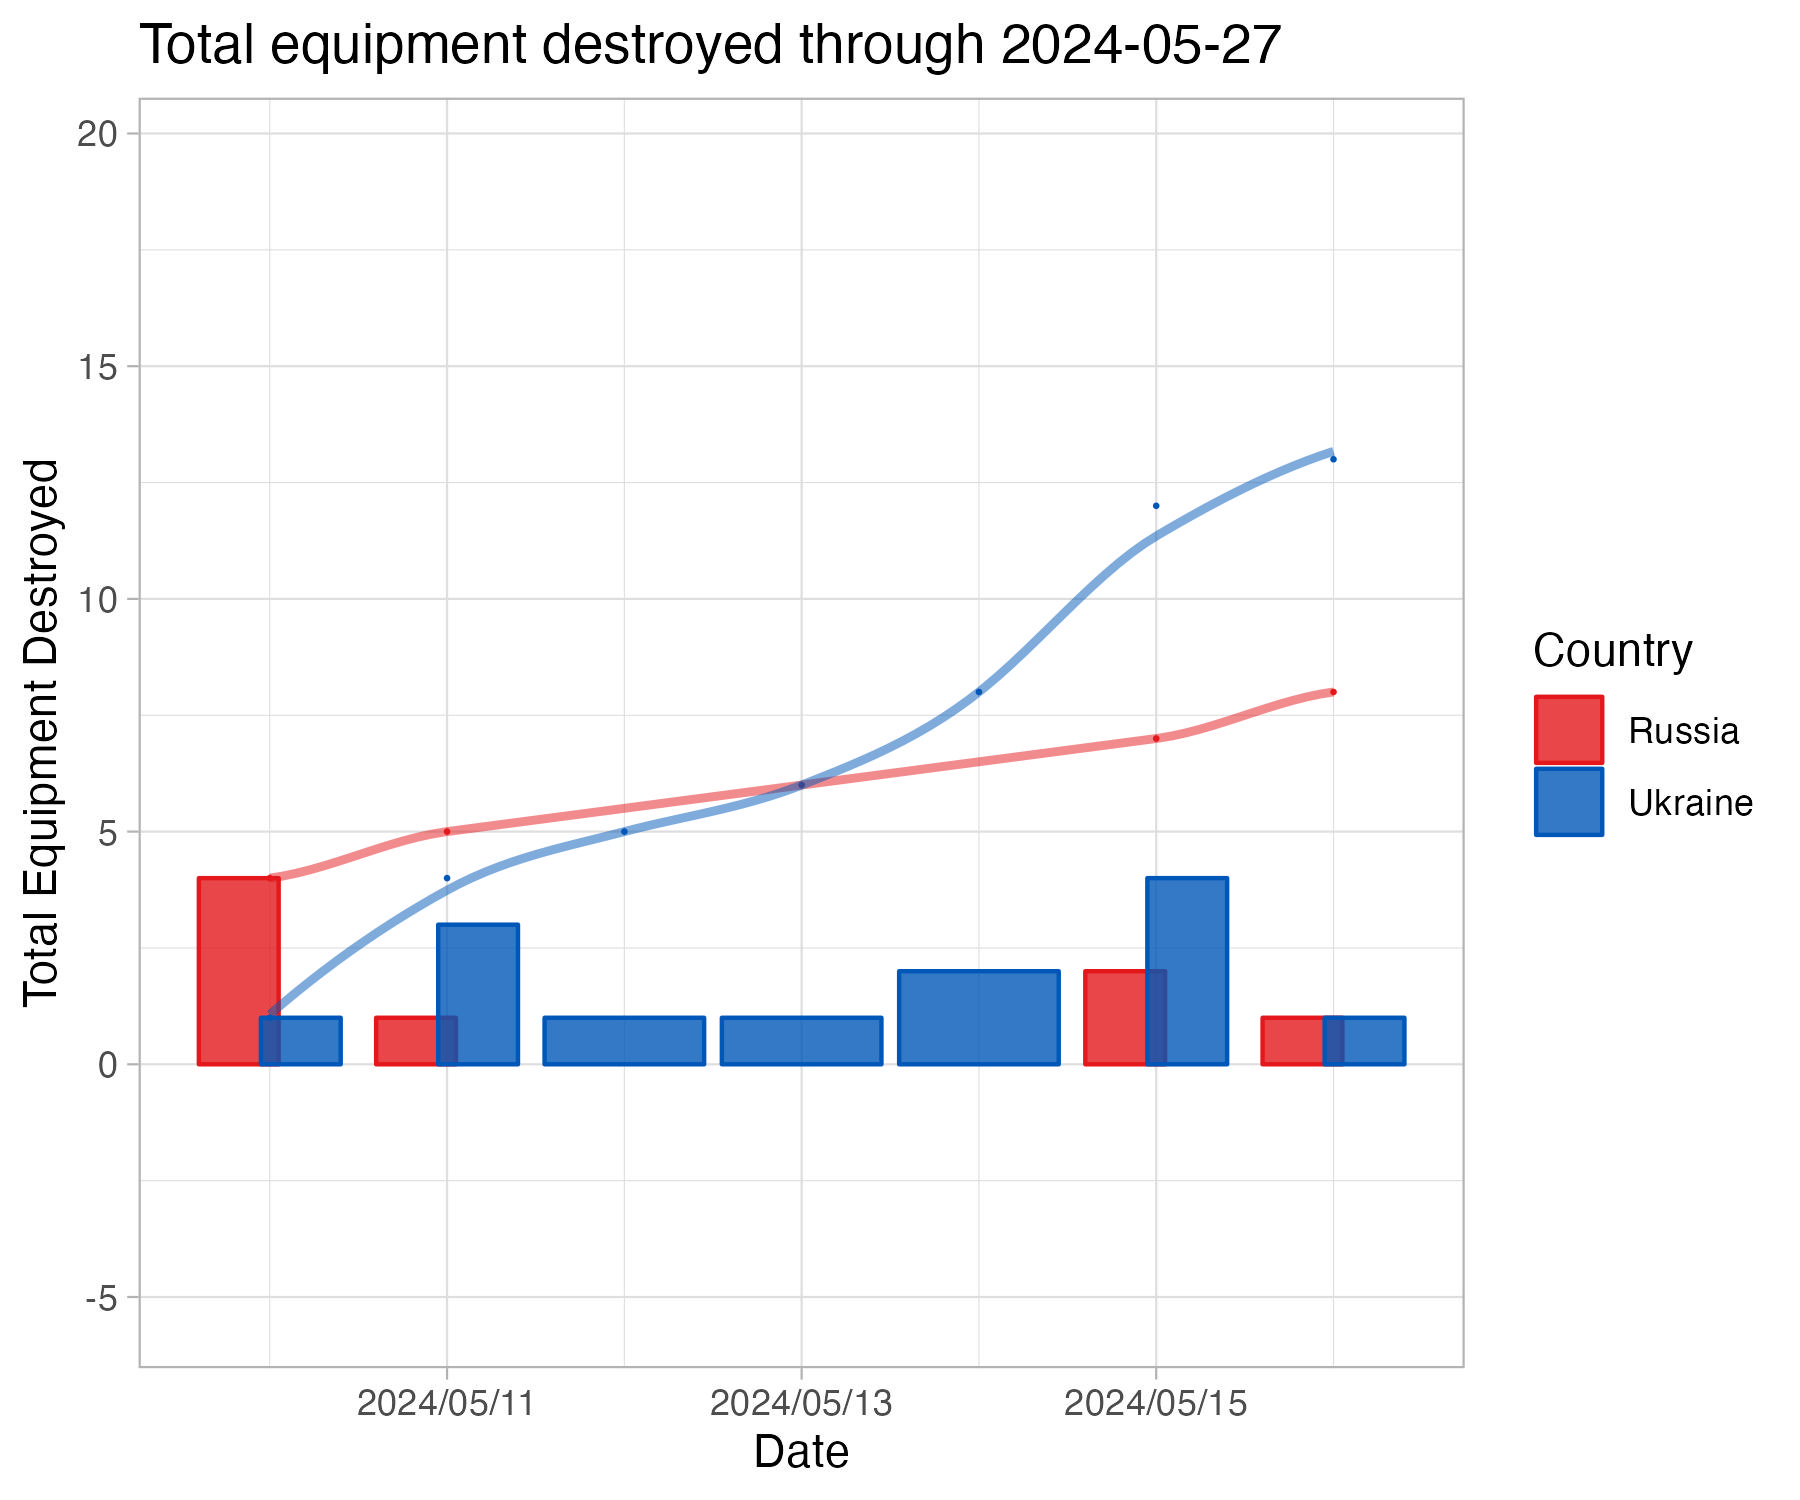 Total equipment destroyed through 2024-05-27
Total Equipment Destroyed
20
15
10
5
0
-5
2024/05/11
2024/05/13
2024/05/15
Date
Country
Russia
Ukraine